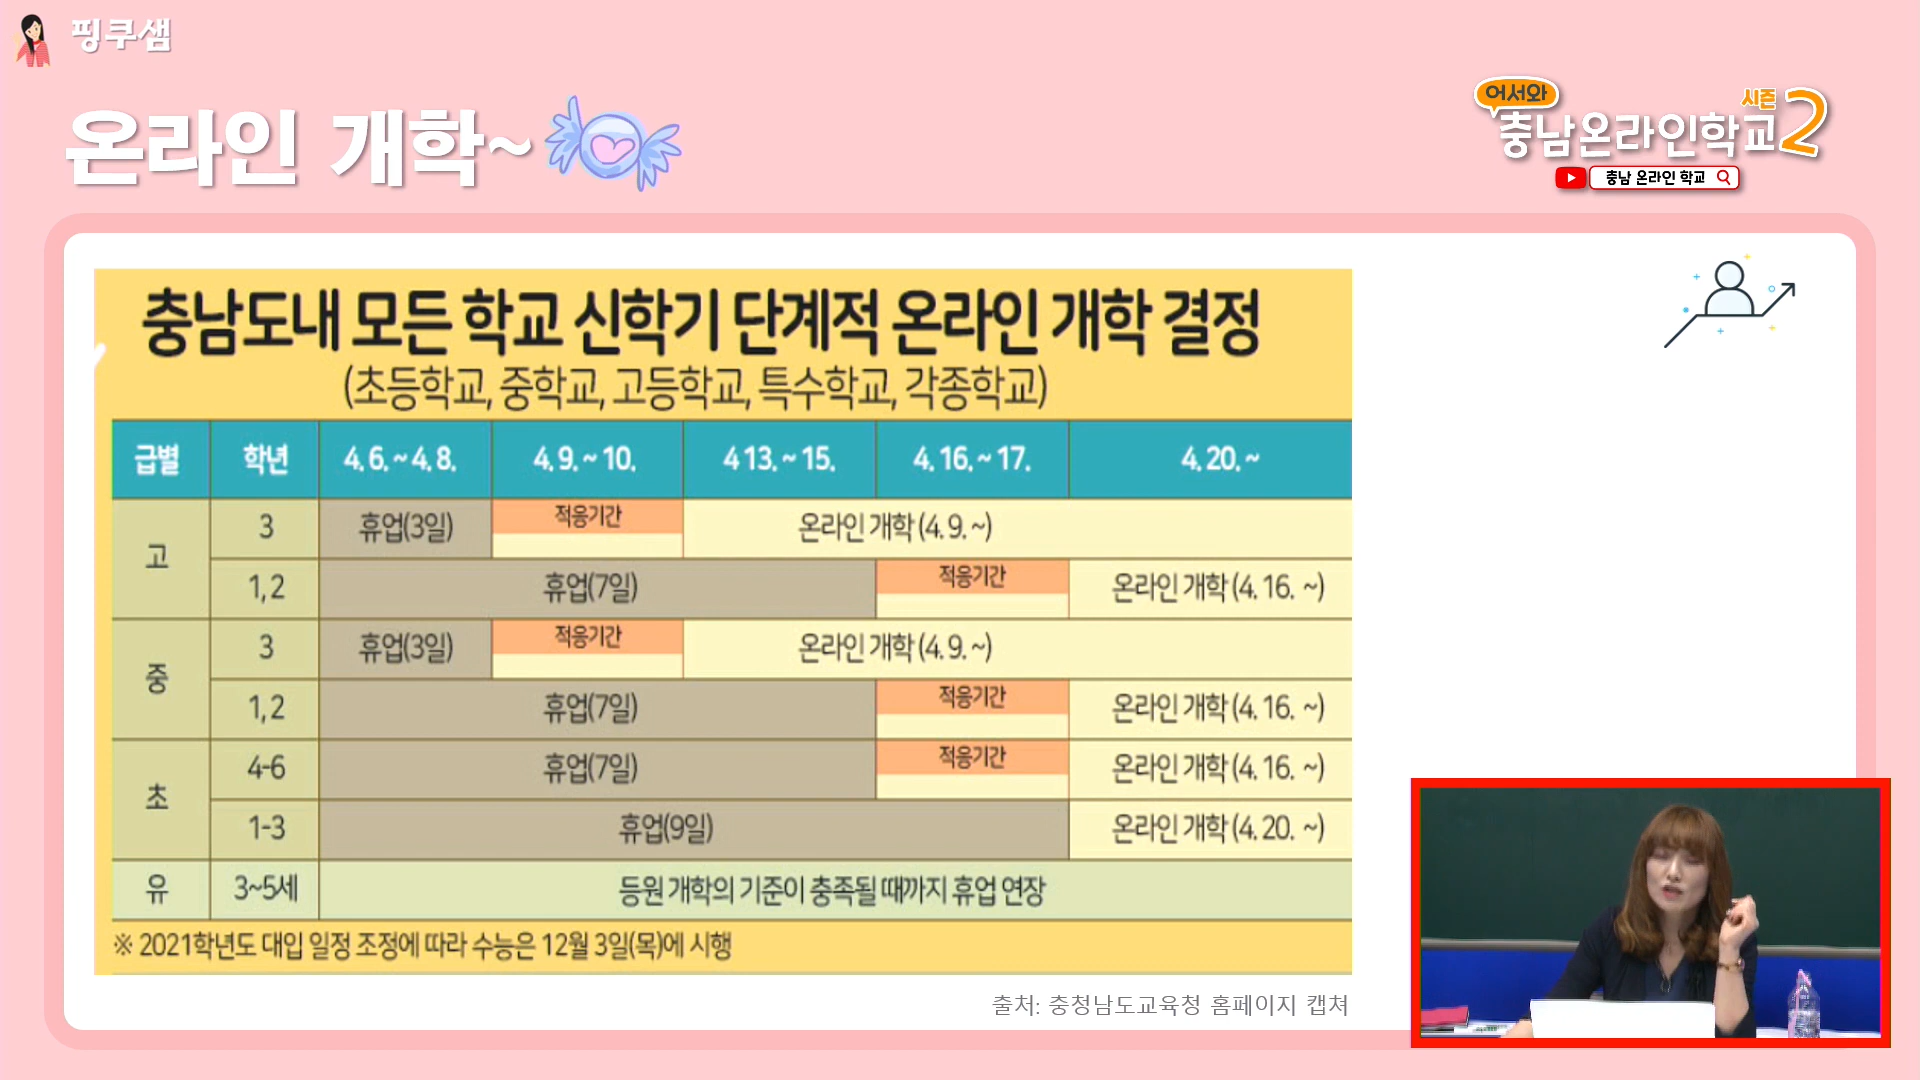 핑쿠샘
온라인 개학~
어서와
시즌2
충남온라인학교
충남 온라인 학교
충남도내 모든 학교 신학기 단계적 온라인 개학 결정
(초등학교, 중학교, 고등학교, 특수학교, 각종학교)
급별 학년 4. 6. ~ 4. 8. 4. 9. ~ 10. 4 13. ~ 15. 4. 16. ~ 17. 4. 20. ~
고 3 휴업(3일) 적응기간 온라인 개학 (4. 9. ~)
1, 2 휴업(7일) 적응기간 온라인 개학 (4. 16. ~)
중 3 휴업(3일) 적응기간 온라인 개학 (4. 9. ~)
1, 2 휴업(7일) 적응기간 온라인 개학 (4. 16. ~)
초 4-6 휴업(7일) 적응기간 온라인 개학 (4. 16. ~)
1-3 휴업(9일) 온라인 개학 (4. 20. ~)
유 3~5세 등원 개학의 기준이 충족될 때까지 휴업 연장
※ 2021학년도 대입 일정 조정에 따라 수능은 12월 3일(목)에 시행
출처: 충청남도교육청 홈페이지 캡쳐